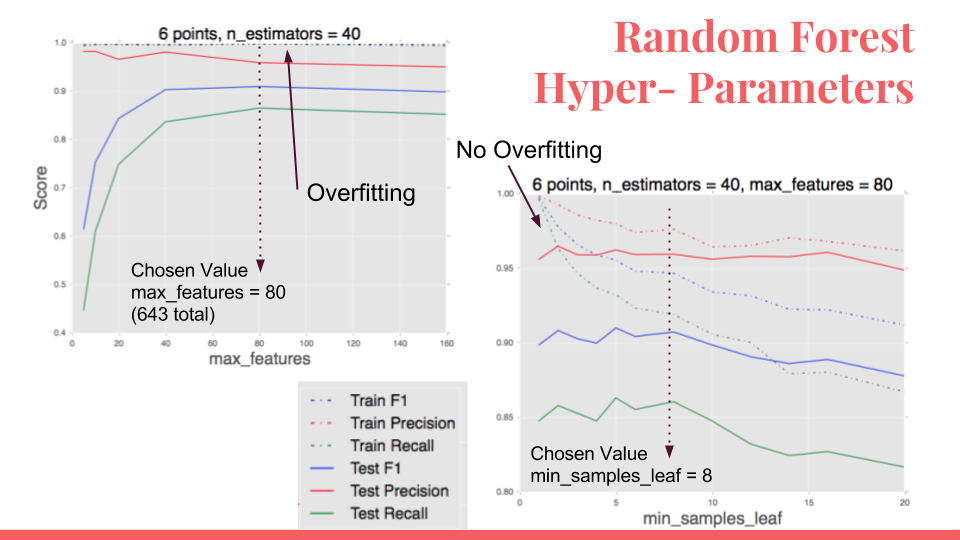 Random Forest
Hyper- Parameters
6 points, n_estimators = 40
1.0
0.9
0.8
0.7
0.6
0.5
0.4
Score
0
20
40
60
80
100
120
140
160
max_features
Overfitting
Chosen Value
max_features = 80
(643 total)
No Overfitting
6 points, n_estimators = 40, max_features = 80
1.00
0.95
0.90
0.85
0.80
0
5
10
15
20
min_samples_leaf
Chosen Value
min_samples_leaf = 8
Train F1
Train Precision
Train Recall
Test F1
Test Precision
Test Recall